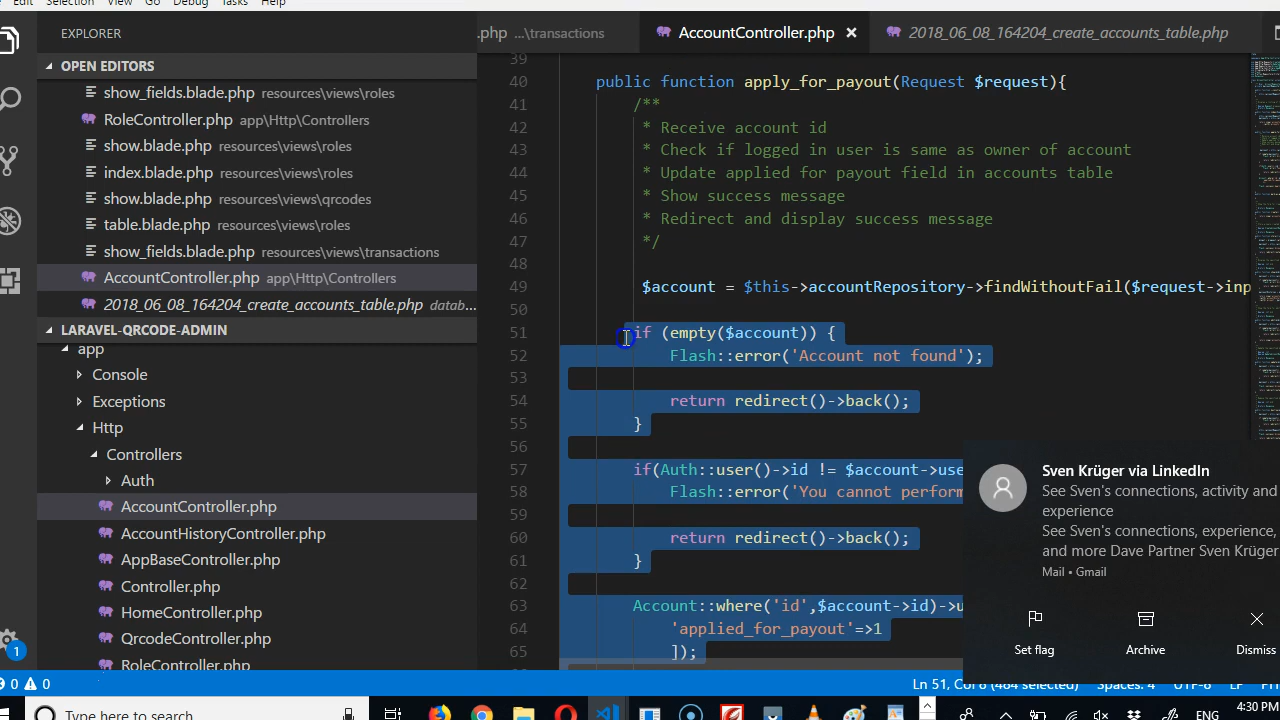 Edit Selection View Go Debug Tasks Help
EXPLORER
.php ...\transactions
AccountController.php
2018_06_08_164204_create_accounts_table.php
OPEN EDITORS
show_fields.blade.php resources\views\roles
RoleController.php app\Http\Controllers
show.blade.php resources\views\roles
index.blade.php resources\views\roles
show.blade.php resources\views\qrcodes
table.blade.php resources\views\roles
show_fields.blade.php resources\views\transactions
AccountController.php app\Http\Controllers
2018_06_08_164204_create_accounts_table.php datab...
LARAVEL-QRCODE-ADMIN
app
Console
Exceptions
Http
Controllers
Auth
AccountController.php
AccountHistoryController.php
AppBaseController.php
Controller.php
HomeController.php
QrcodeController.php
RoleController.php
39
40 public function apply_for_payout(Request $request){
41 /**
42 * Receive account id
43 * Check if logged in user is same as owner of account
44 * Update applied for payout field in accounts table
45 * Show success message
46 * Redirect and display success message
47 */
48
49 $account = $this->accountRepository->findWithoutFail($request->inp
50
51 if (empty($account)) {
52 Flash::error('Account not found');
53
54 return redirect()->back();
55 }
56
57 if(Auth::user()->id != $account->use
58 Flash::error('You cannot perform
59
60 return redirect()->back();
61 }
62
63 Account::where('id',$account->id)->u
64 'applied_for_payout'=>1
65 ]);
Sven Krüger via LinkedIn
See Sven's connections, activity and
experience
See Sven's connections, experience,
and more Dave Partner Sven Krüger
Mail • Gmail
Set flag
Archive
Dismiss
1
0 0
Ln 51, Col 8 (484 selected) Spaces: 4 UTF-8 LF
Type here to search
ENG
4:30 PM